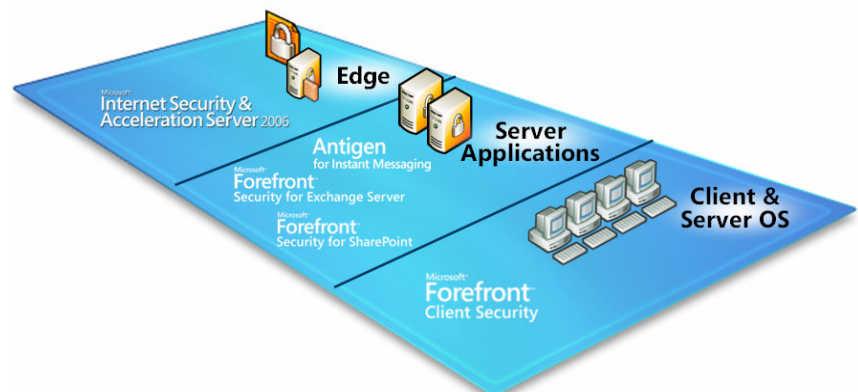 Edge
Microsoft
Internet Security &
Acceleration Server 2006
Server
Applications
Antigen
for Instant Messaging
Microsoft
Forefront
Security for Exchange Server
Microsoft
Forefront
Security for SharePoint
Client &
Server OS
Microsoft
Forefront
Client Security